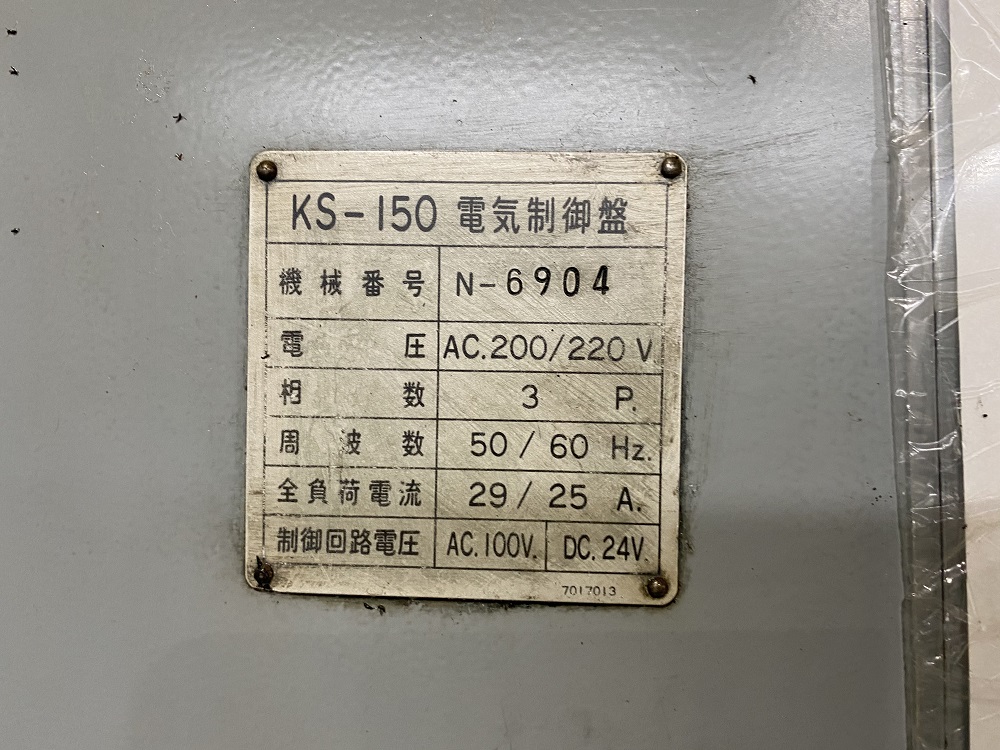 KS-150 電気制御盤
機械番号 N-6904
電圧 AC.200/220 V
相数 3 P.
周波数 50/60 Hz.
全負荷電流 29/25 A.
制御回路電圧 AC.100V. DC.24V.
7017013